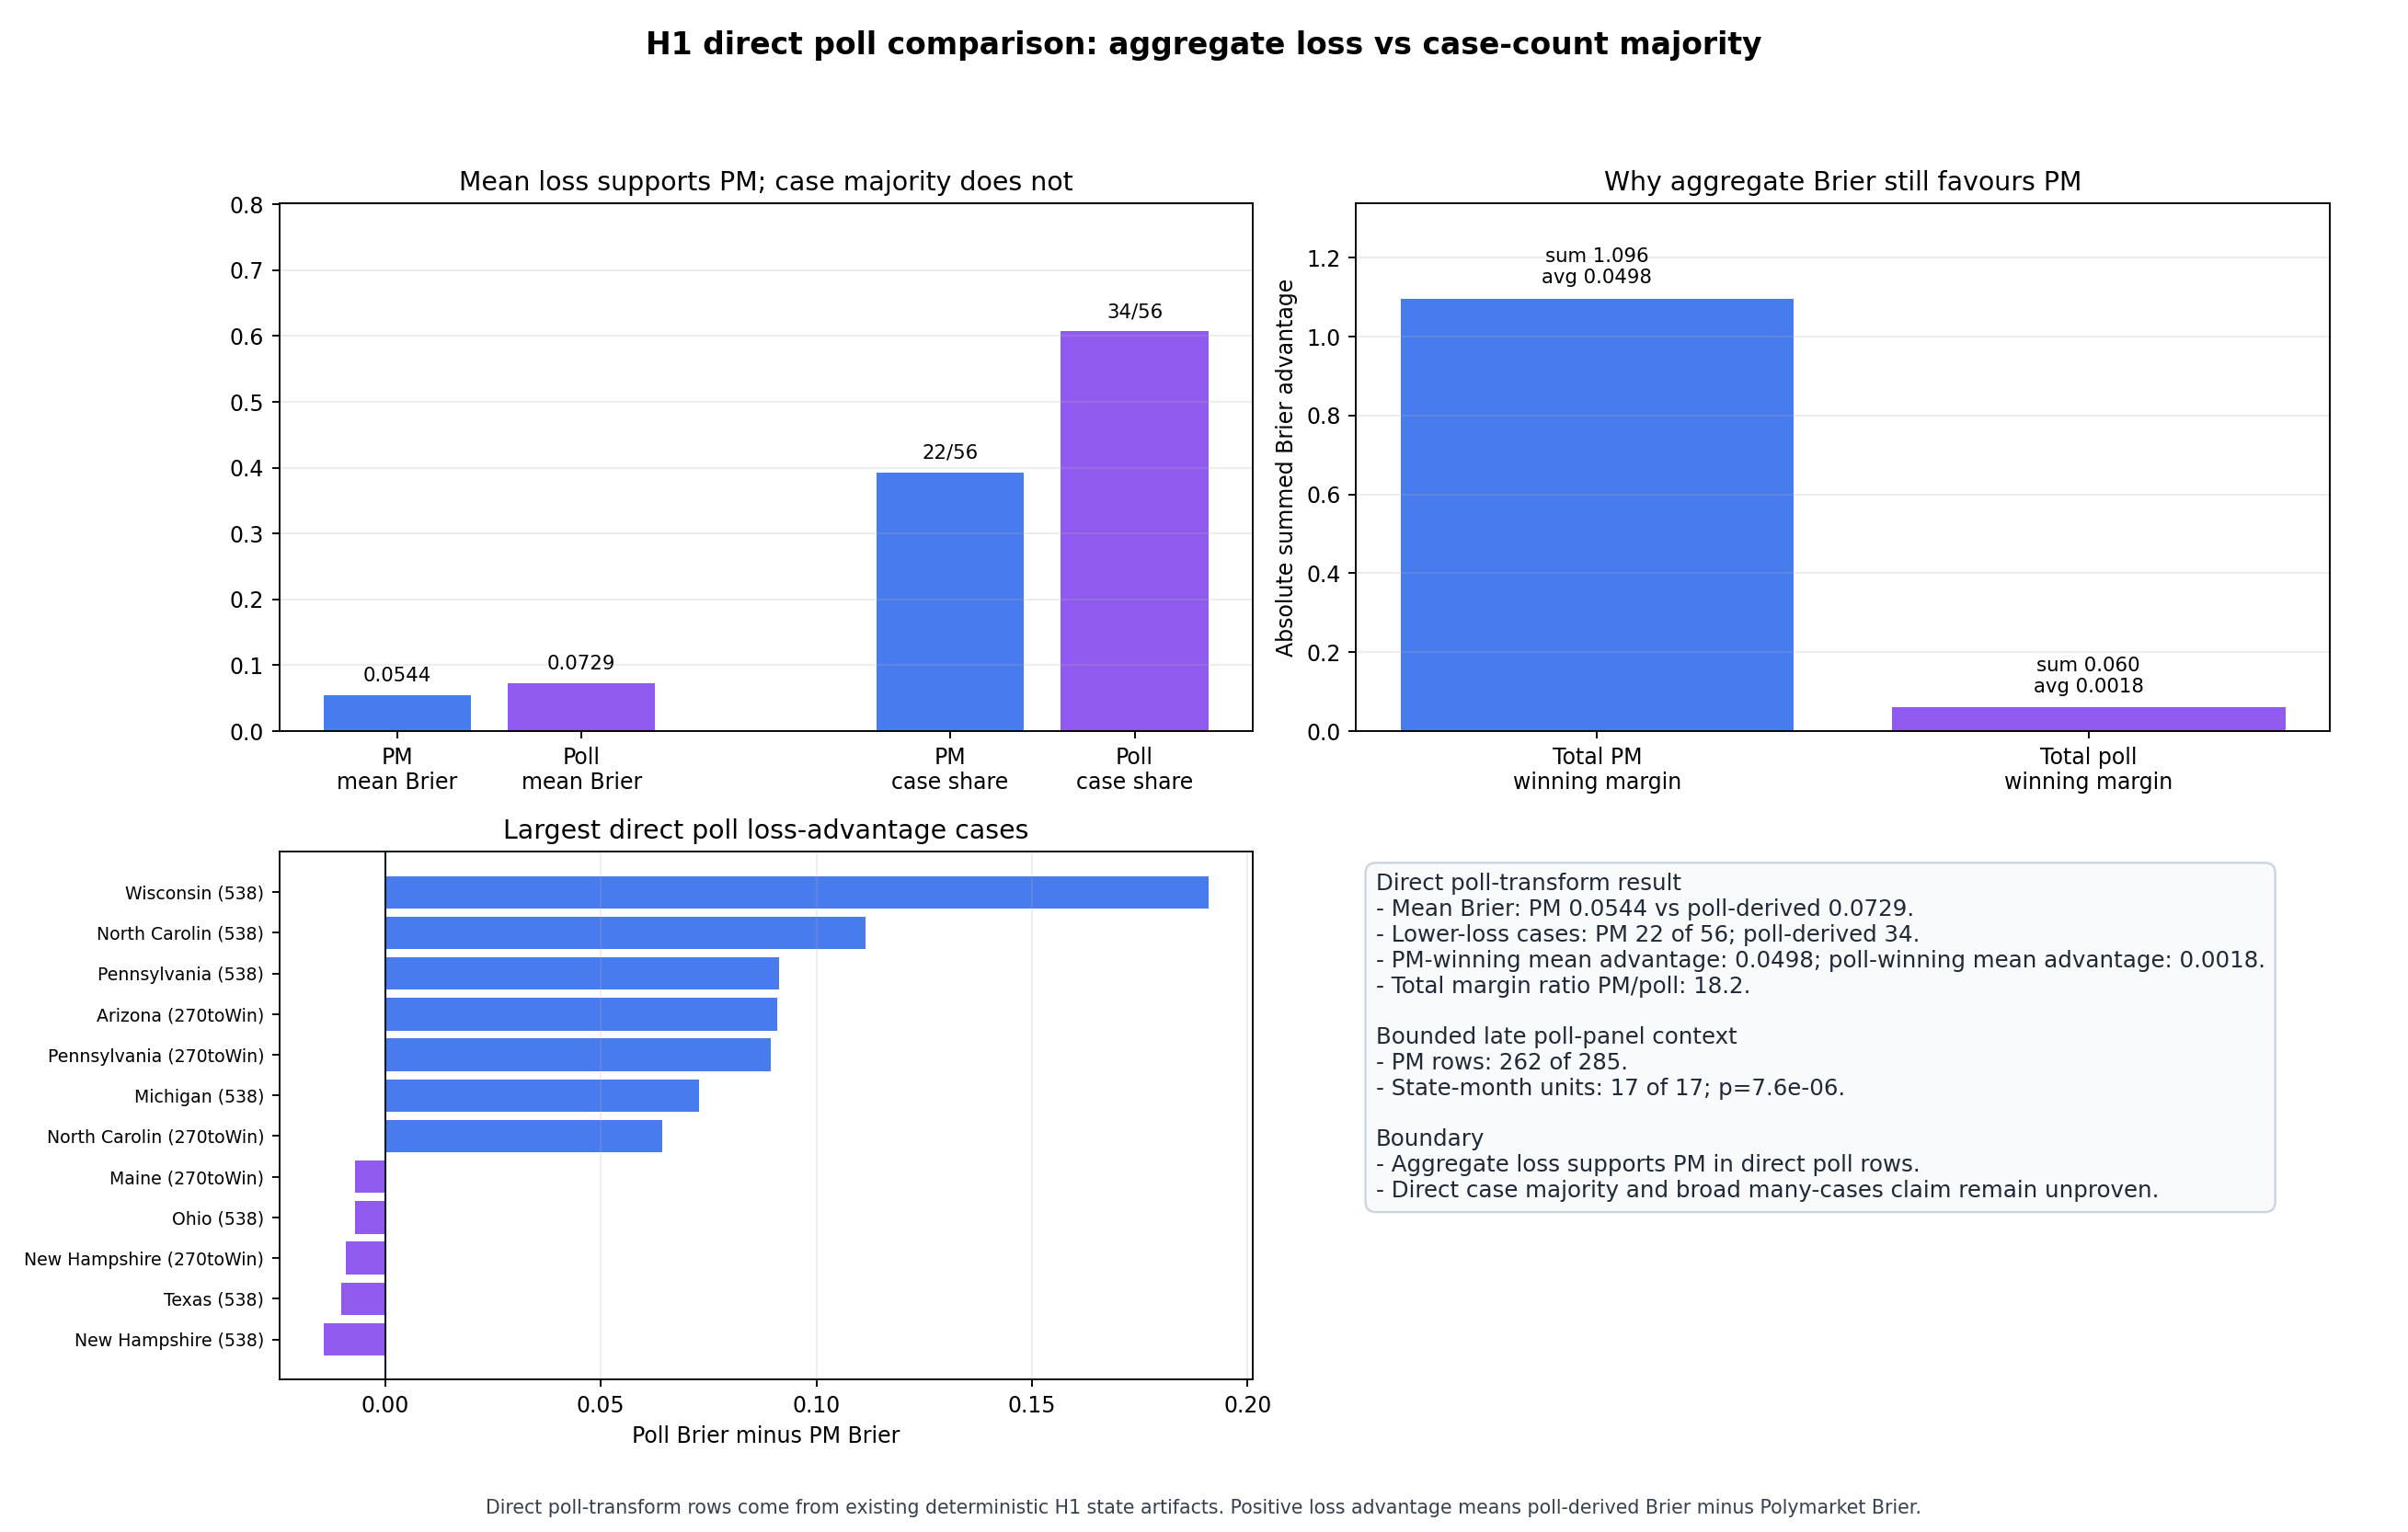 H1 direct poll comparison: aggregate loss vs case-count majority
Mean loss supports PM; case majority does not
0.8
0.7
0.6
0.5
0.4
0.3
0.2
0.1
0.0
0.0544
0.0729
22/56
34/56
PM
mean Brier
Poll
mean Brier
PM
case share
Poll
case share
Why aggregate Brier still favours PM
Absolute summed Brier advantage
1.2
1.0
0.8
0.6
0.4
0.2
0.0
sum 1.096
avg 0.0498
sum 0.060
avg 0.0018
Total PM
winning margin
Total poll
winning margin
Largest direct poll loss-advantage cases
Wisconsin (538)
North Carolin (538)
Pennsylvania (538)
Arizona (270toWin)
Pennsylvania (270toWin)
Michigan (538)
North Carolin (270toWin)
Maine (270toWin)
Ohio (538)
New Hampshire (270toWin)
Texas (538)
New Hampshire (538)
0.00
0.05
0.10
0.15
0.20
Poll Brier minus PM Brier
Direct poll-transform result
- Mean Brier: PM 0.0544 vs poll-derived 0.0729.
- Lower-loss cases: PM 22 of 56; poll-derived 34.
- PM-winning mean advantage: 0.0498; poll-winning mean advantage: 0.0018.
- Total margin ratio PM/poll: 18.2.
Bounded late poll-panel context
- PM rows: 262 of 285.
- State-month units: 17 of 17; p=7.6e-06.
Boundary
- Aggregate loss supports PM in direct poll rows.
- Direct case majority and broad many-cases claim remain unproven.
Direct poll-transform rows come from existing deterministic H1 state artifacts. Positive loss advantage means poll-derived Brier minus Polymarket Brier.